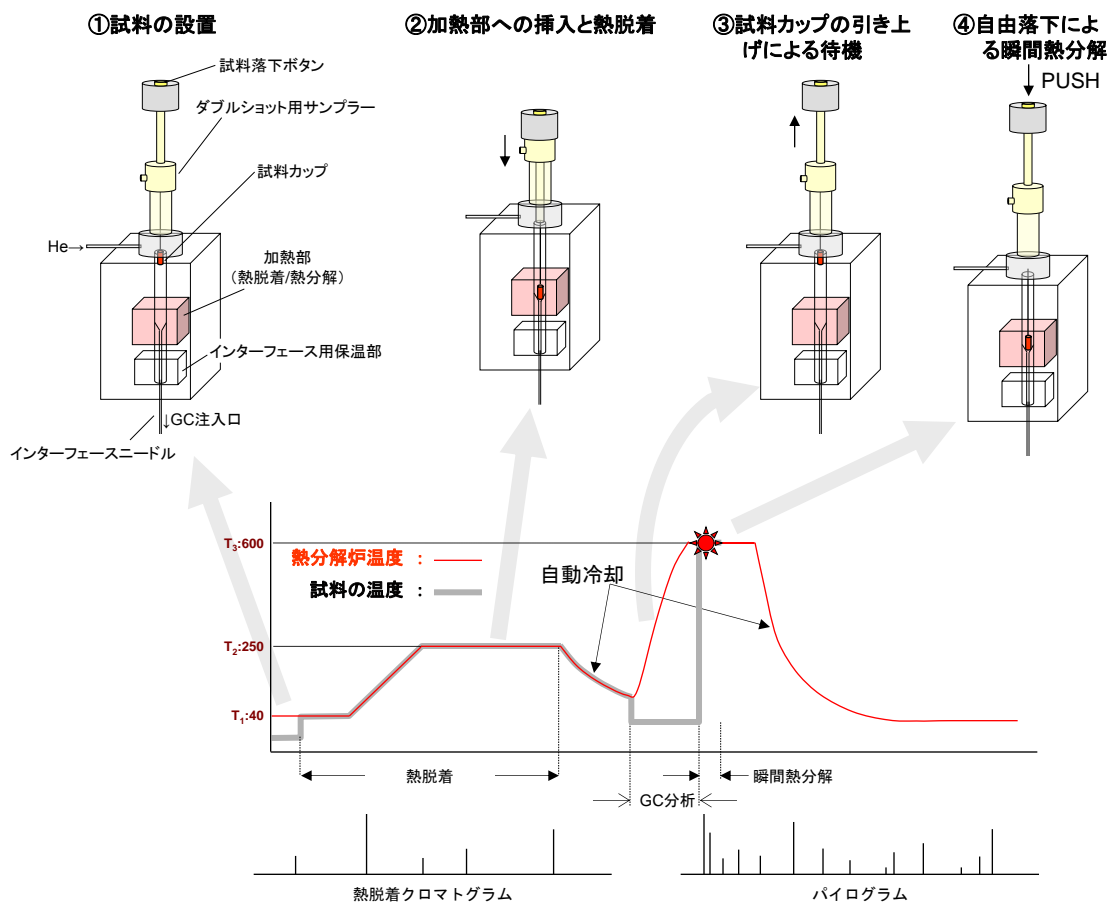 ①試料の設置
②加熱部への挿入と熱脱着
③試料カップの引き上
げによる待機
④自由落下によ
る瞬間熱分解
試料落下ボタン
PUSH
ダブルショット用サンプラー
試料カップ
He→
加熱部
（熱脱着/熱分解）
インターフェース用保温部
↓GC注入口
インターフェースニードル
T3:600
熱分解炉温度 ：
試料の温度 ：
自動冷却
T2:250
T1:40
熱脱着
瞬間熱分解
GC分析
熱脱着クロマトグラム
パイログラム